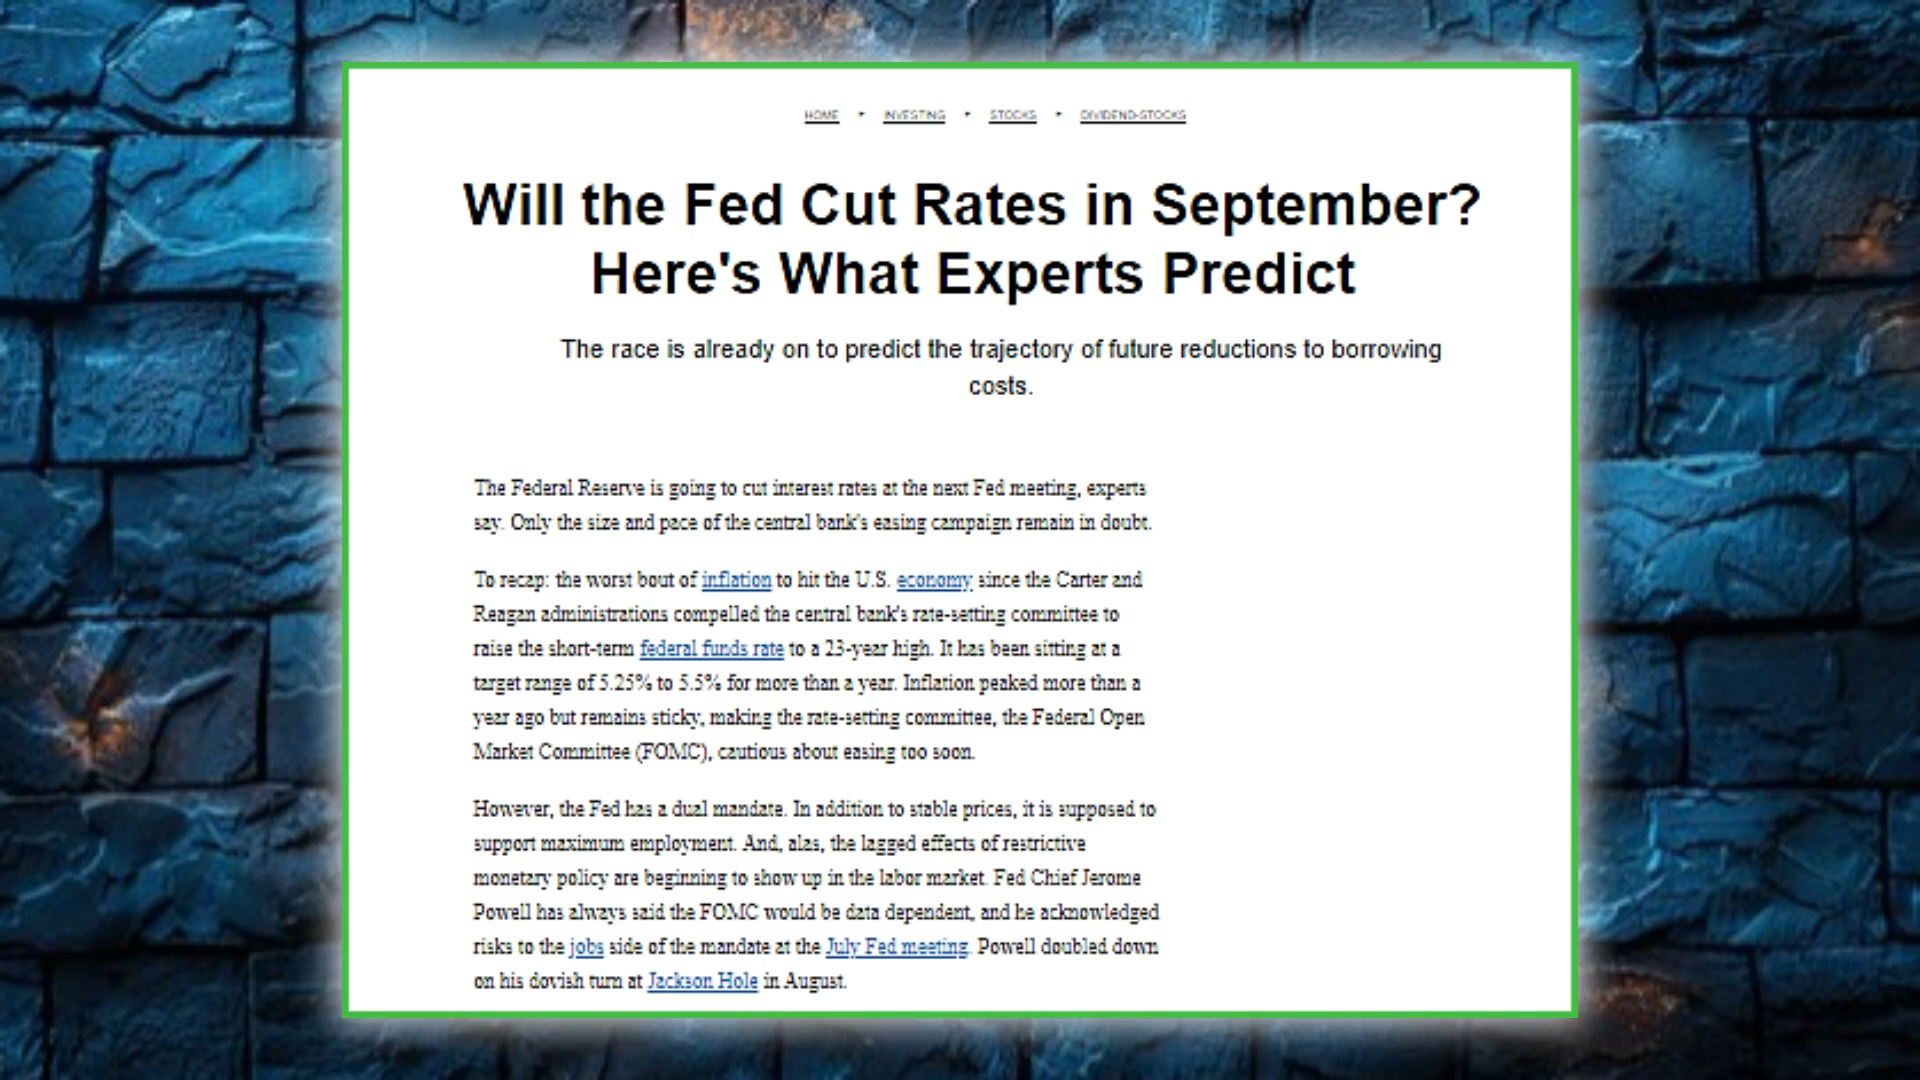 HOME ▸ INVESTING ▸ STOCKS ▸ DIVIDEND-STOCKS
Will the Fed Cut Rates in September?
Here's What Experts Predict
The race is already on to predict the trajectory of future reductions to borrowing
costs.
The Federal Reserve is going to cut interest rates at the next Fed meeting, experts
say. Only the size and pace of the central bank's easing campaign remain in doubt.
To recap: the worst bout of inflation to hit the U.S. economy since the Carter and
Reagan administrations compelled the central bank's rate-setting committee to
raise the short-term federal funds rate to a 23-year high. It has been sitting at a
target range of 5.25% to 5.5% for more than a year. Inflation peaked more than a
year ago but remains sticky, making the rate-setting committee, the Federal Open
Market Committee (FOMC), cautious about easing too soon.
However, the Fed has a dual mandate. In addition to stable prices, it is supposed to
support maximum employment. And, alas, the lagged effects of restrictive
monetary policy are beginning to show up in the labor market. Fed Chief Jerome
Powell has always said the FOMC would be data dependent, and he acknowledged
risks to the jobs side of the mandate at the July Fed meeting. Powell doubled down
on his dovish turn at Jackson Hole in August.